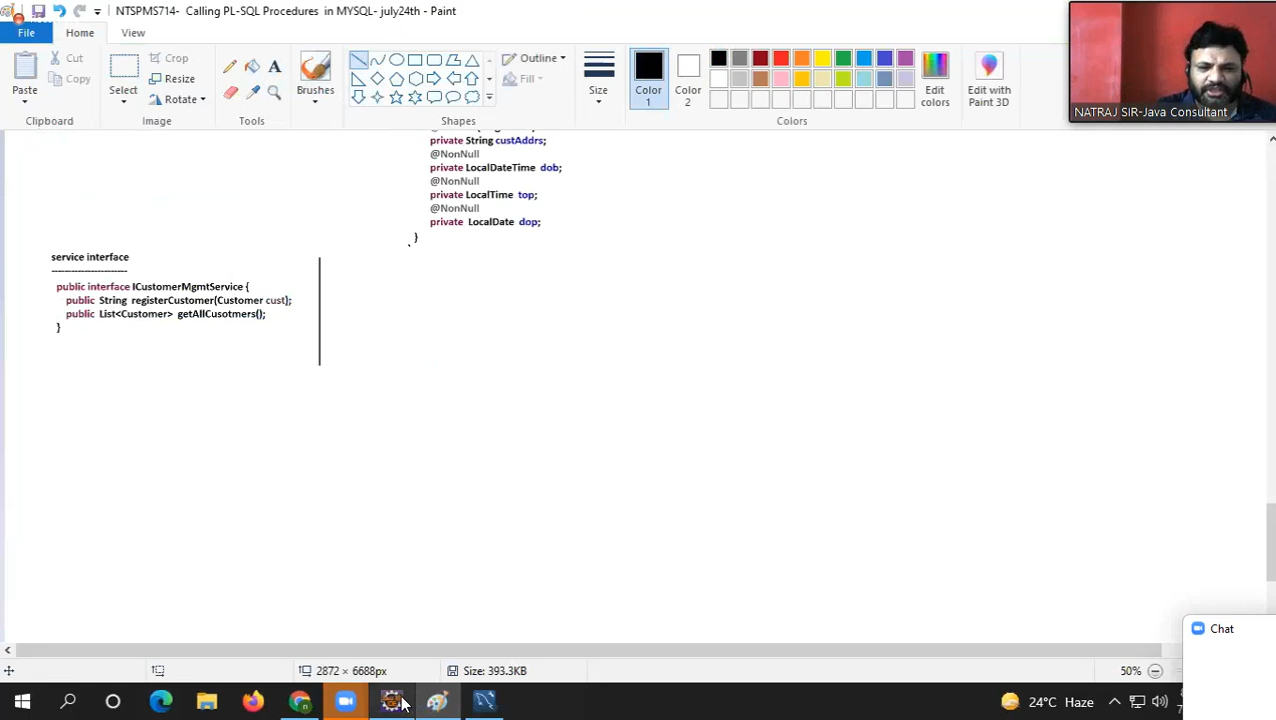 NTSPMS714- Calling PL-SQL Procedures in MYSQL- july24th - Paint
File
Home
View
Paste
Cut
Copy
Clipboard
Select
Crop
Resize
Rotate
Image
Tools
Brushes
Shapes
Outline
Fill
Size
Color 1
Color 2
Edit colors
Colors
Edit with Paint 3D
NATRAJ SIR-Java Consultant
private String custAddrs;
@NonNull
private LocalDateTime dob;
@NonNull
private LocalTime top;
@NonNull
private LocalDate dop;
}
service interface
------------------------
public interface ICustomerMgmtService {
public String registerCustomer(Customer cust);
public List<Customer> getAllCusotmers();
}
Chat
2872 × 6688px
Size: 393.3KB
50%
24°C Haze